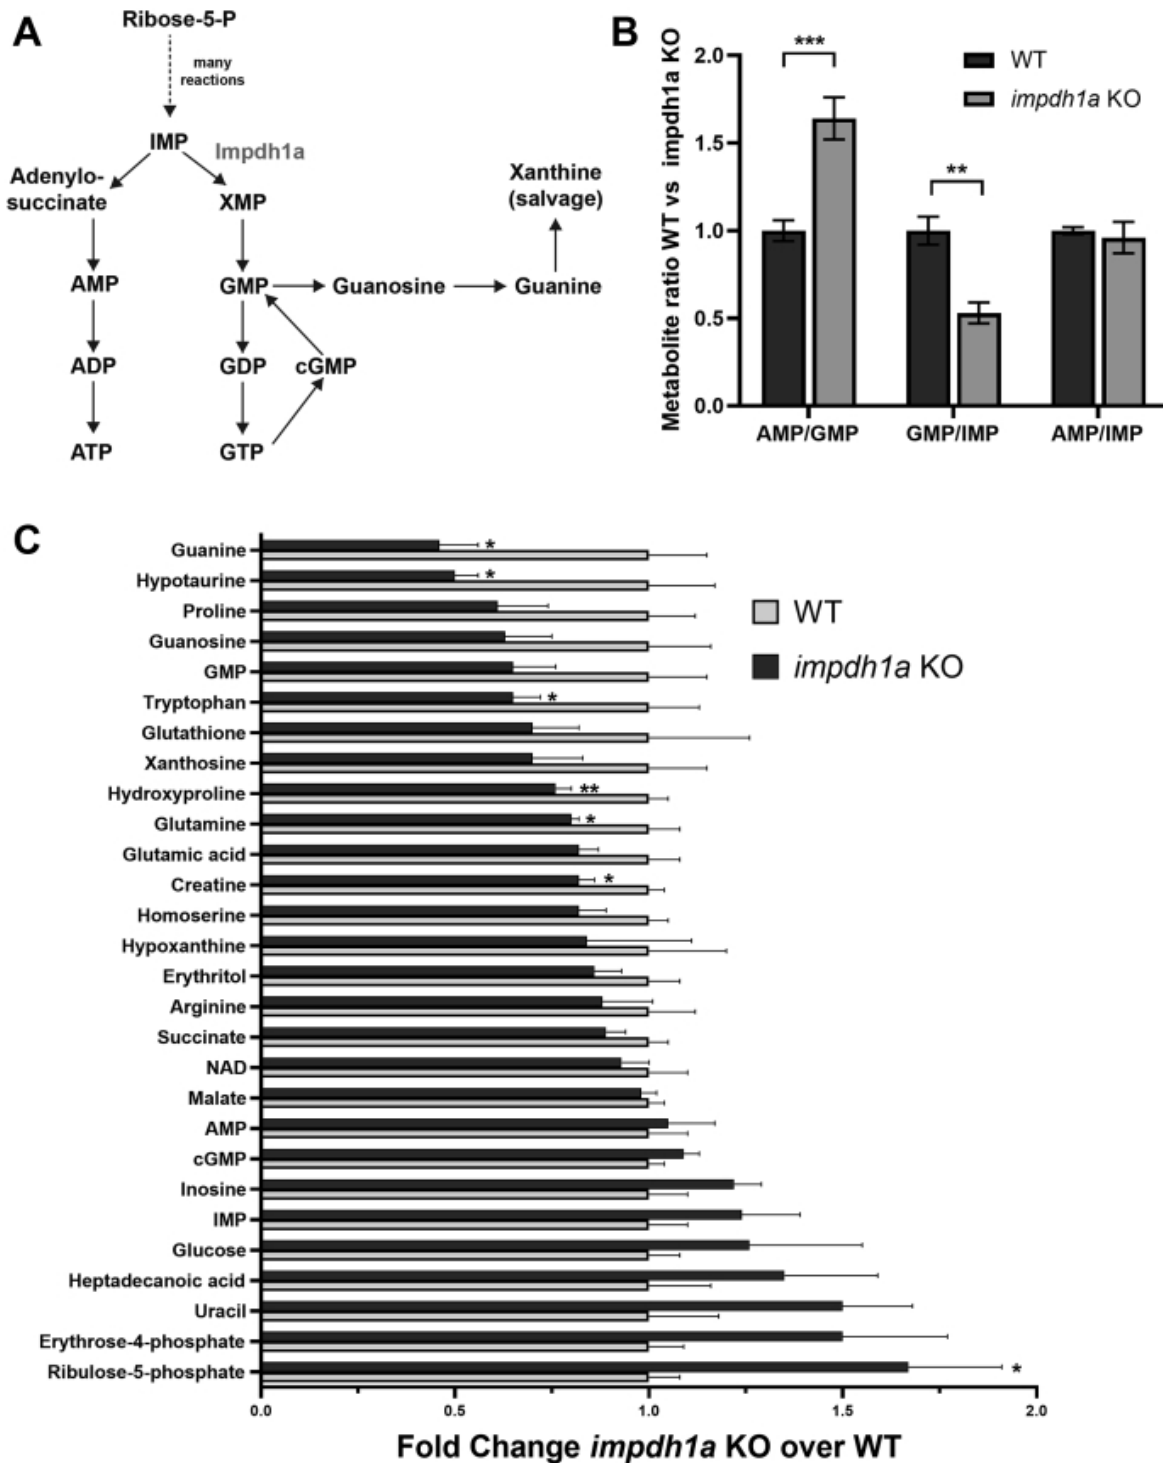 A
Ribose-5-P
many
reactions
IMP
Impdh1a
Adenylo-
succinate
XMP
Xanthine
(salvage)
AMP
GMP
Guanosine
Guanine
ADP
GDP
cGMP
ATP
GTP
B
Metabolite ratio WT vs impdh1a KO
2.0
1.5
1.0
0.5
0.0
***
**
WT
impdh1a KO
AMP/GMP
GMP/IMP
AMP/IMP
C
Guanine
*
Hypotaurine
*
Proline
Guanosine
GMP
Tryptophan
*
Glutathione
Xanthosine
Hydroxyproline
**
Glutamine
*
Glutamic acid
Creatine
*
Homoserine
Hypoxanthine
Erythritol
Arginine
Succinate
NAD
Malate
AMP
cGMP
Inosine
IMP
Glucose
Heptadecanoic acid
Uracil
Erythrose-4-phosphate
Ribulose-5-phosphate
*
WT
impdh1a KO
0.0 0.5 1.0 1.5 2.0
Fold Change impdh1a KO over WT